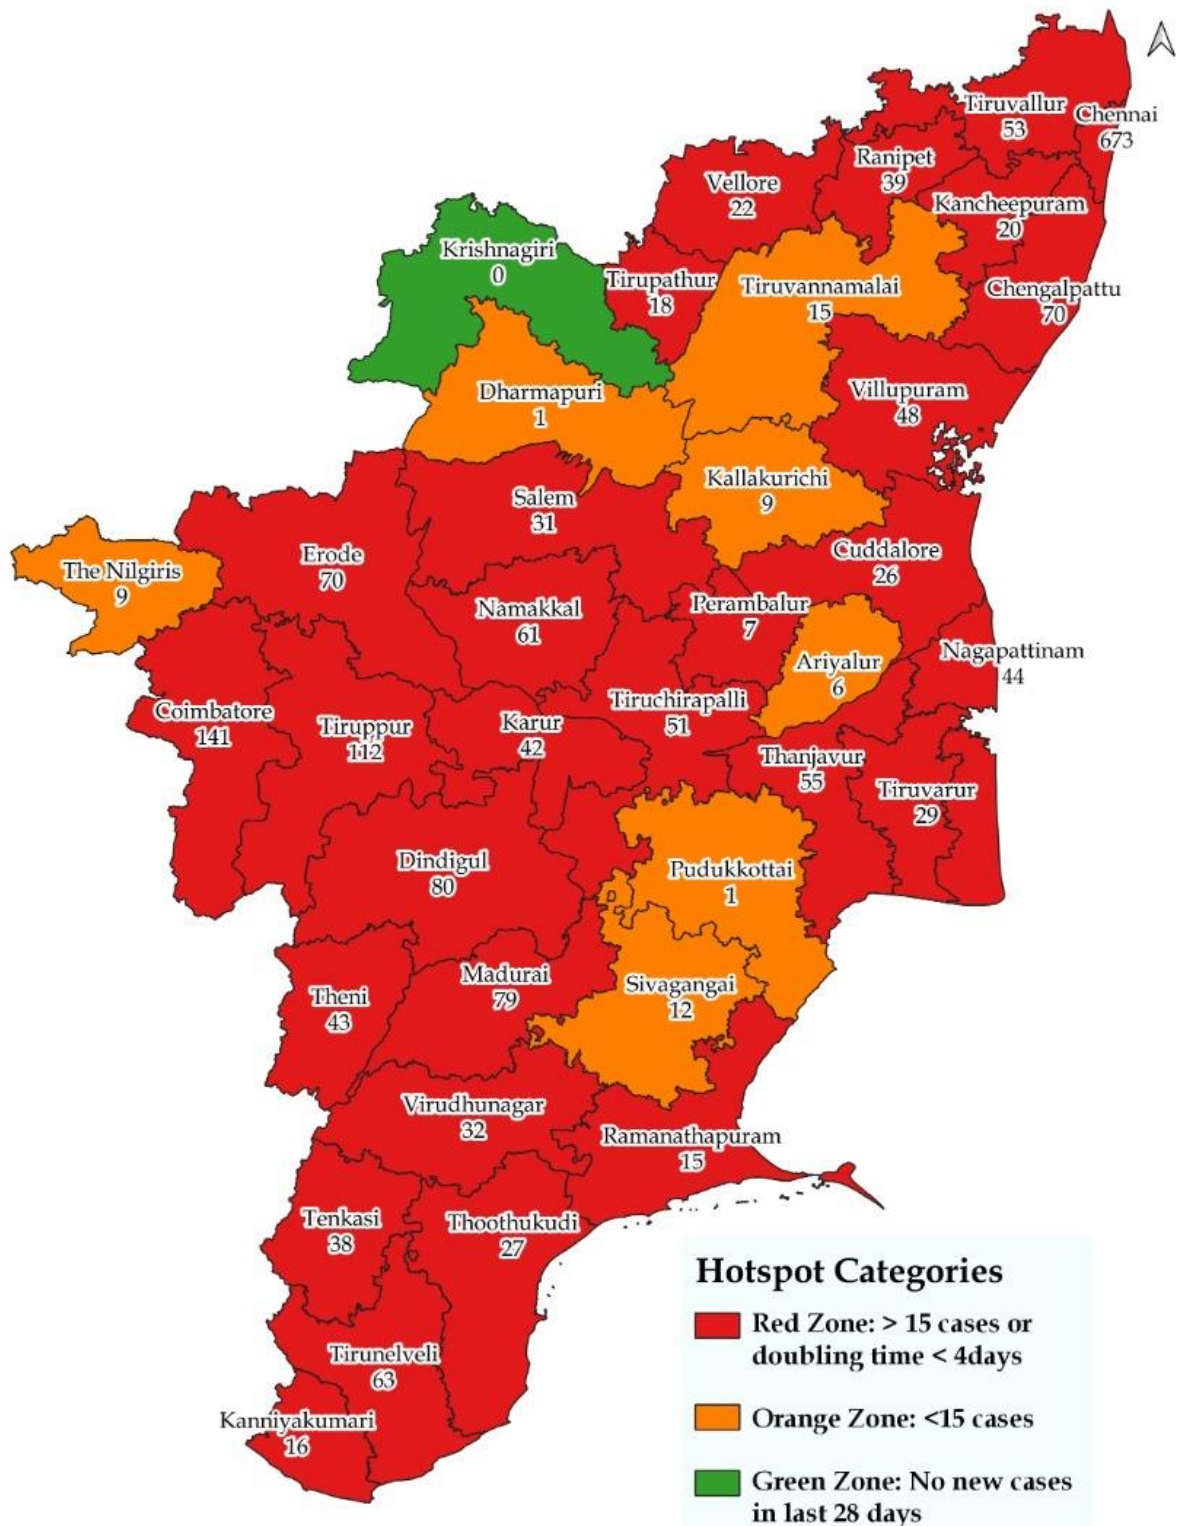 Tiruvallur
53
Chennai
673
Ranipet
39
Vellore
22
Kancheepuram
20
Krishnagiri
0
Tirupathur
18
Tiruvannamalai
15
Chengalpattu
70
Dharmapuri
1
Villupuram
48
Kallakurichi
9
Salem
31
Cuddalore
26
The Nilgiris
9
Erode
70
Namakkal
61
Perambalur
7
Ariyalur
6
Nagapattinam
44
Coimbatore
141
Tiruppur
112
Karur
42
Tiruchirapalli
51
Thanjavur
55
Tiruvarur
29
Dindigul
80
Pudukkottai
1
Theni
43
Madurai
79
Sivagangai
12
Virudhunagar
32
Ramanathapuram
15
Tenkasi
38
Thoothukudi
27
Tirunelveli
63
Kanniyakumari
16
Hotspot Categories
Red Zone: > 15 cases or
doubling time < 4days
Orange Zone: <15 cases
Green Zone: No new cases
in last 28 days